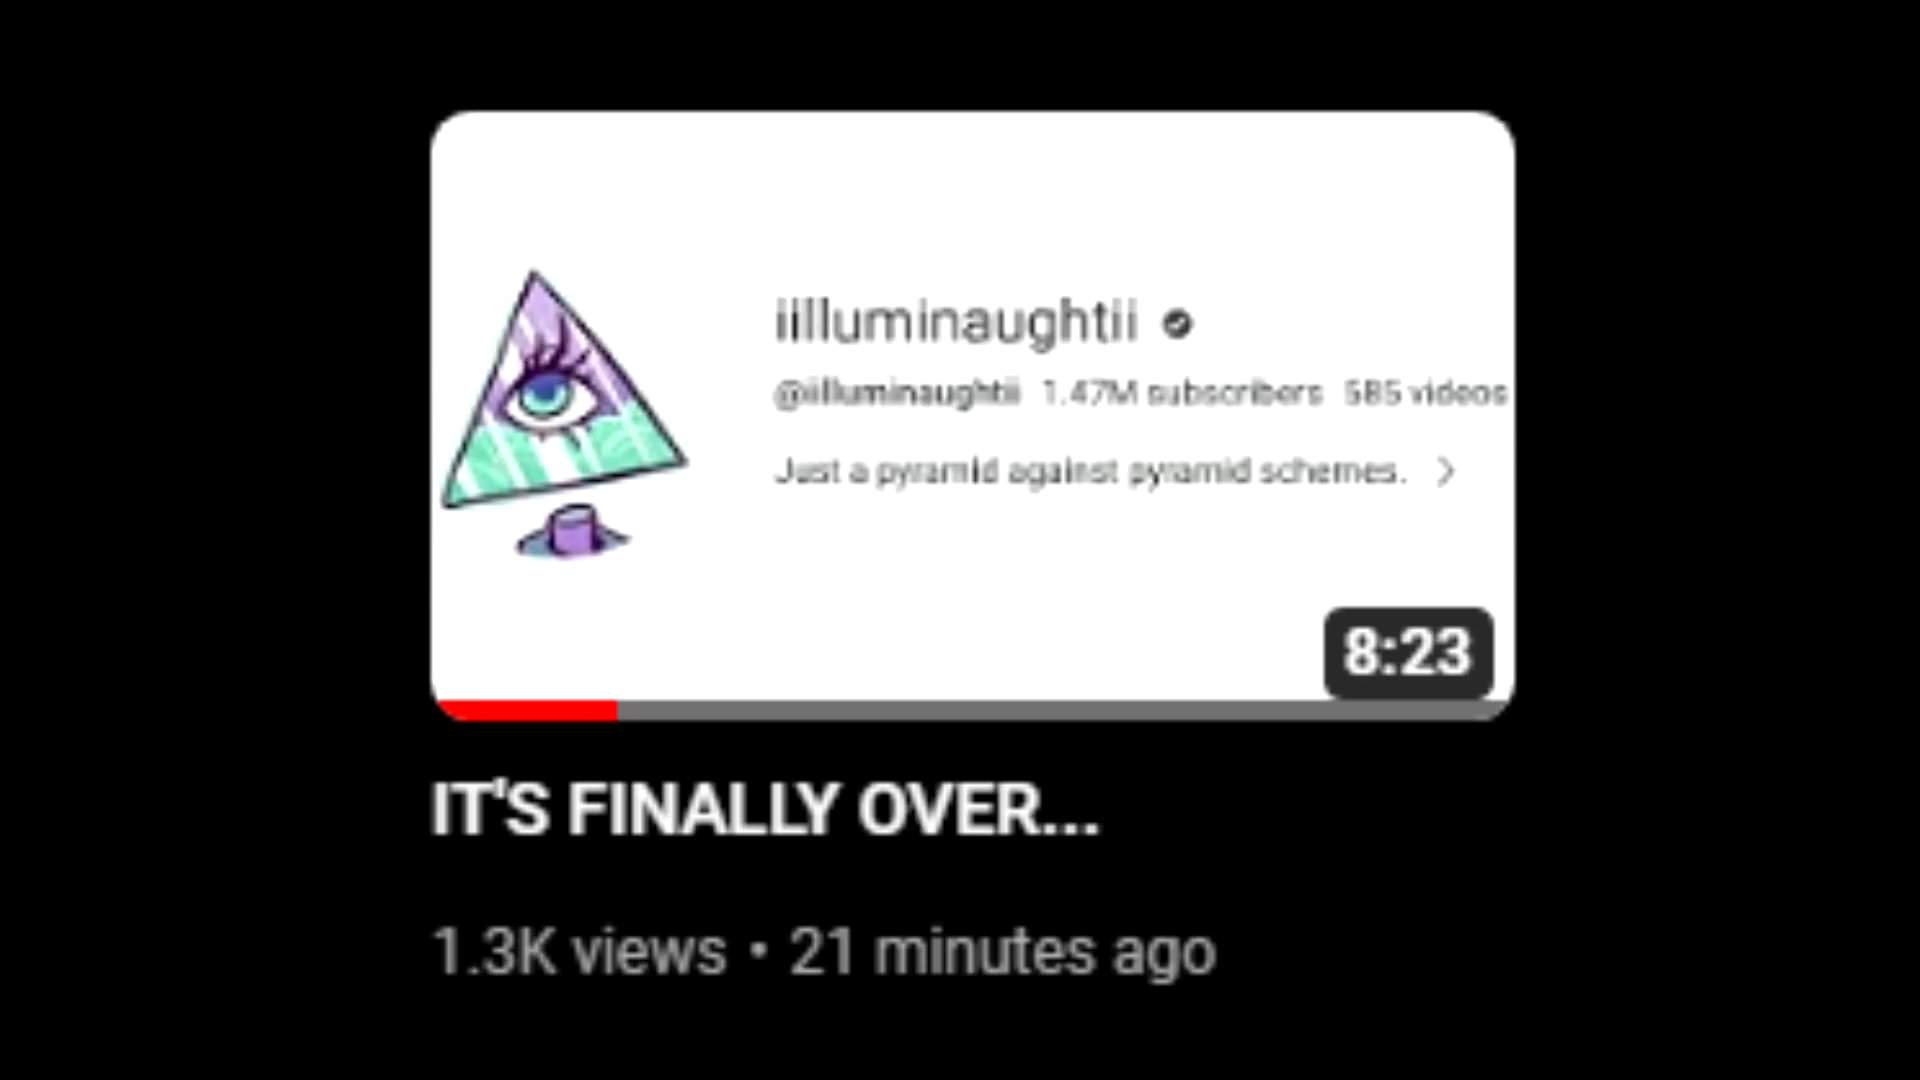 iilluminaughtii
@iilluminaughtii 1.47M subscribers 585 videos
Just a pyramid against pyramid schemes.
8:23
IT'S FINALLY OVER...
1.3K views • 21 minutes ago